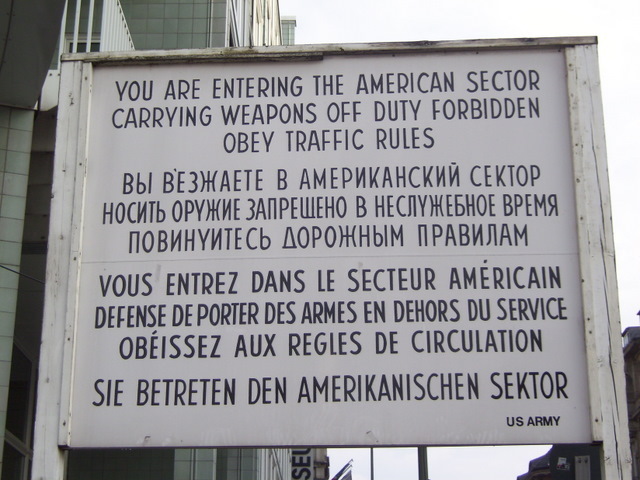 YOU ARE ENTERING THE AMERICAN SECTOR
CARRYING WEAPONS OFF DUTY FORBIDDEN
OBEY TRAFFIC RULES
ВЫ В'ЕЗЖАЕТЕ В АМЕРИКАНСКИЙ СЕКТОР
НОСИТЬ ОРУЖИЕ ЗАПРЕЩЕНО В НЕСЛУЖЕБНОЕ ВРЕМЯ
ПОВИНУИТЕСЬ ДОРОЖНЫМ ПРАВИЛАМ
VOUS ENTREZ DANS LE SECTEUR AMÉRICAIN
DEFENSE DE PORTER DES ARMES EN DEHORS DU SERVICE
OBÉISSEZ AUX REGLES DE CIRCULATION
SIE BETRETEN DEN AMERIKANISCHEN SEKTOR
US ARMY